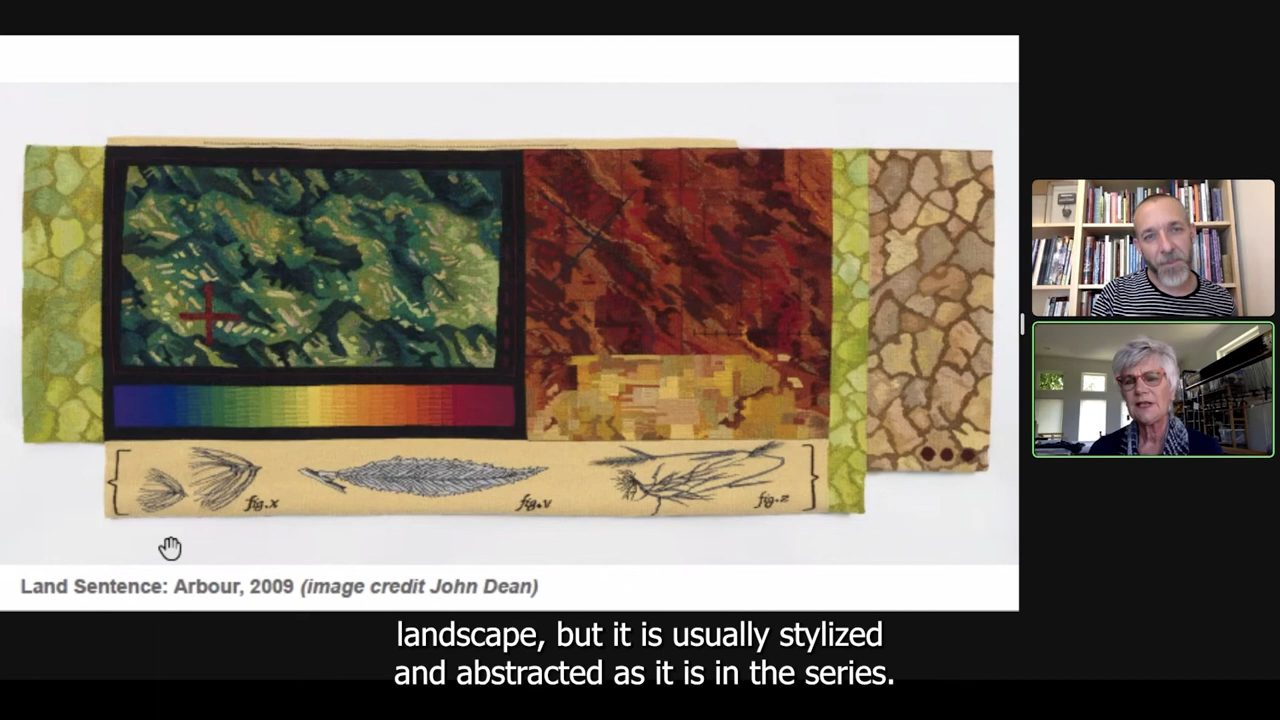 fig.x
fig.v
fig.z
Land Sentence: Arbour, 2009 (image credit John Dean)
landscape, but it is usually stylized
and abstracted as it is in the series.